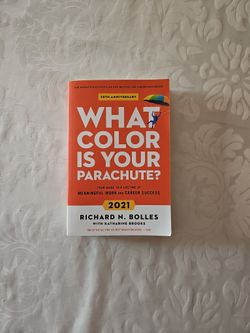 50TH ANNIVERSARY
WHAT
COLOR
IS YOUR
PARACHUTE?
YOUR GUIDE TO A LIFETIME OF
MEANINGFUL WORK AND CAREER SUCCESS
2021
RICHARD N. BOLLES
WITH KATHARINE BROOKS